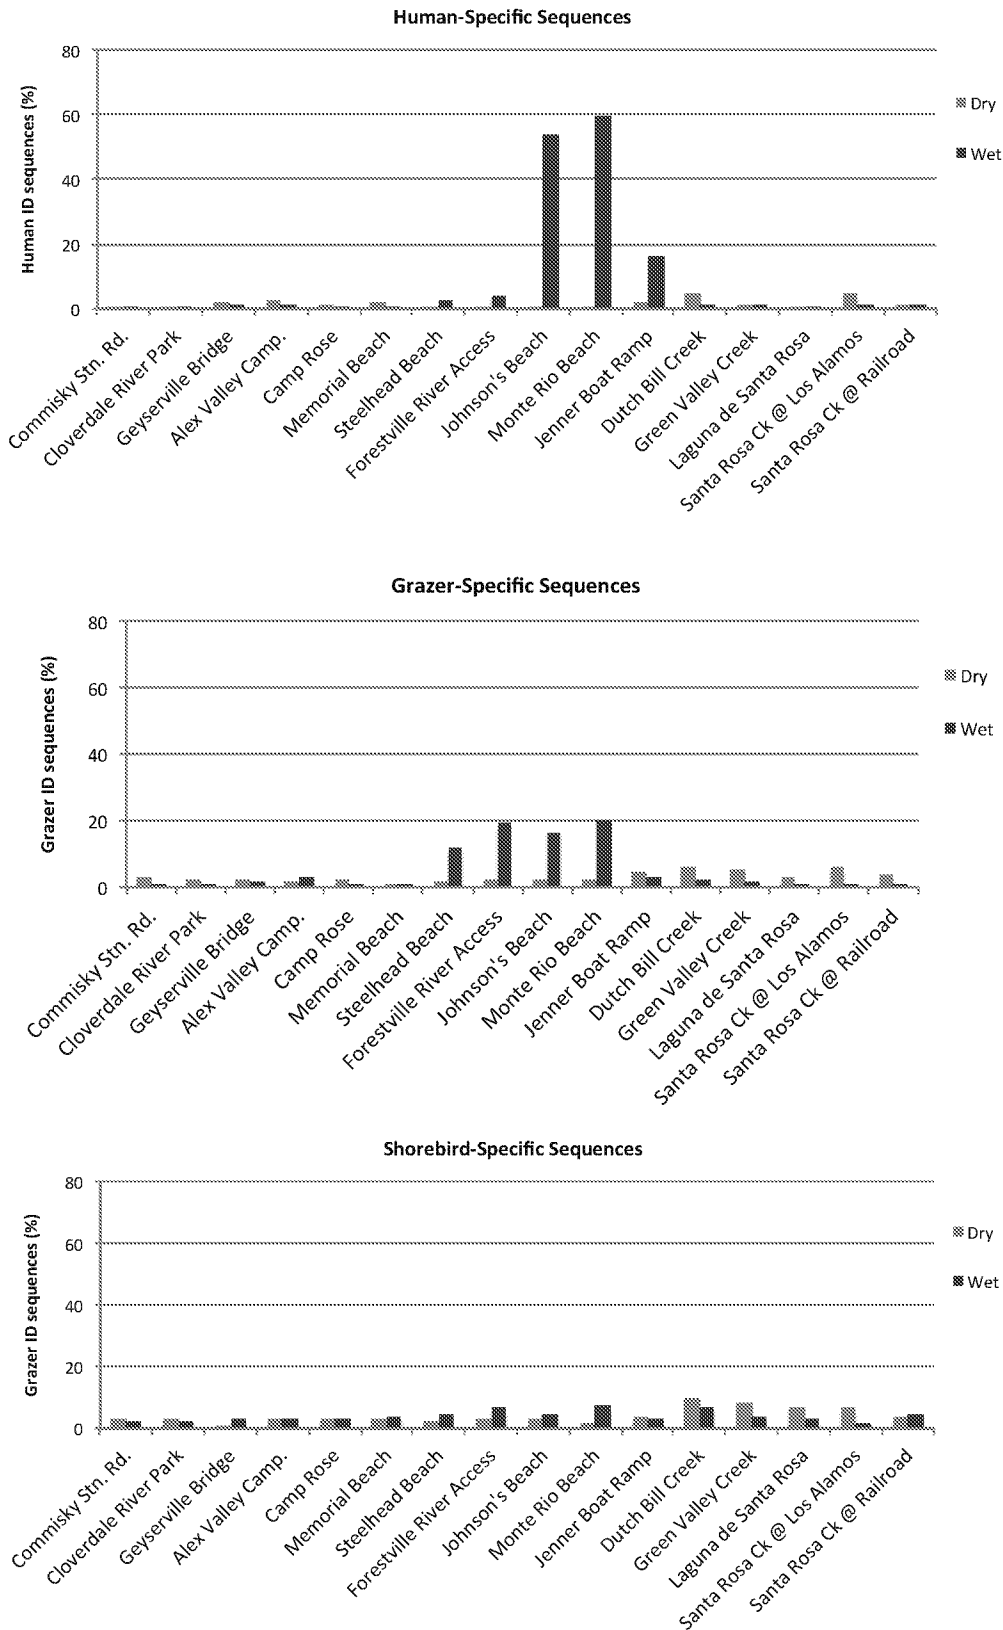 Human-Specific Sequences
Human ID sequences (%)
80
60
40
20
0
Dry
Wet
Commisky Stn. Rd.
Cloverdale River Park
Geyserville Bridge
Alex Valley Camp.
Camp Rose
Memorial Beach
Steelhead Beach
Forestville River Access
Johnson's Beach
Monte Rio Beach
Jenner Boat Ramp
Dutch Bill Creek
Green Valley Creek
Laguna de Santa Rosa
Santa Rosa Ck @ Los Alamos
Santa Rosa Ck @ Railroad
Grazer-Specific Sequences
Grazer ID sequences (%)
80
60
40
20
0
Dry
Wet
Commisky Stn. Rd.
Cloverdale River Park
Geyserville Bridge
Alex Valley Camp.
Camp Rose
Memorial Beach
Steelhead Beach
Forestville River Access
Johnson's Beach
Monte Rio Beach
Jenner Boat Ramp
Dutch Bill Creek
Green Valley Creek
Laguna de Santa Rosa
Santa Rosa Ck @ Los Alamos
Santa Rosa Ck @ Railroad
Shorebird-Specific Sequences
Grazer ID sequences (%)
80
60
40
20
0
Dry
Wet
Commisky Stn. Rd.
Cloverdale River Park
Geyserville Bridge
Alex Valley Camp.
Camp Rose
Memorial Beach
Steelhead Beach
Forestville River Access
Johnson's Beach
Monte Rio Beach
Jenner Boat Ramp
Dutch Bill Creek
Green Valley Creek
Laguna de Santa Rosa
Santa Rosa Ck @ Los Alamos
Santa Rosa Ck @ Railroad